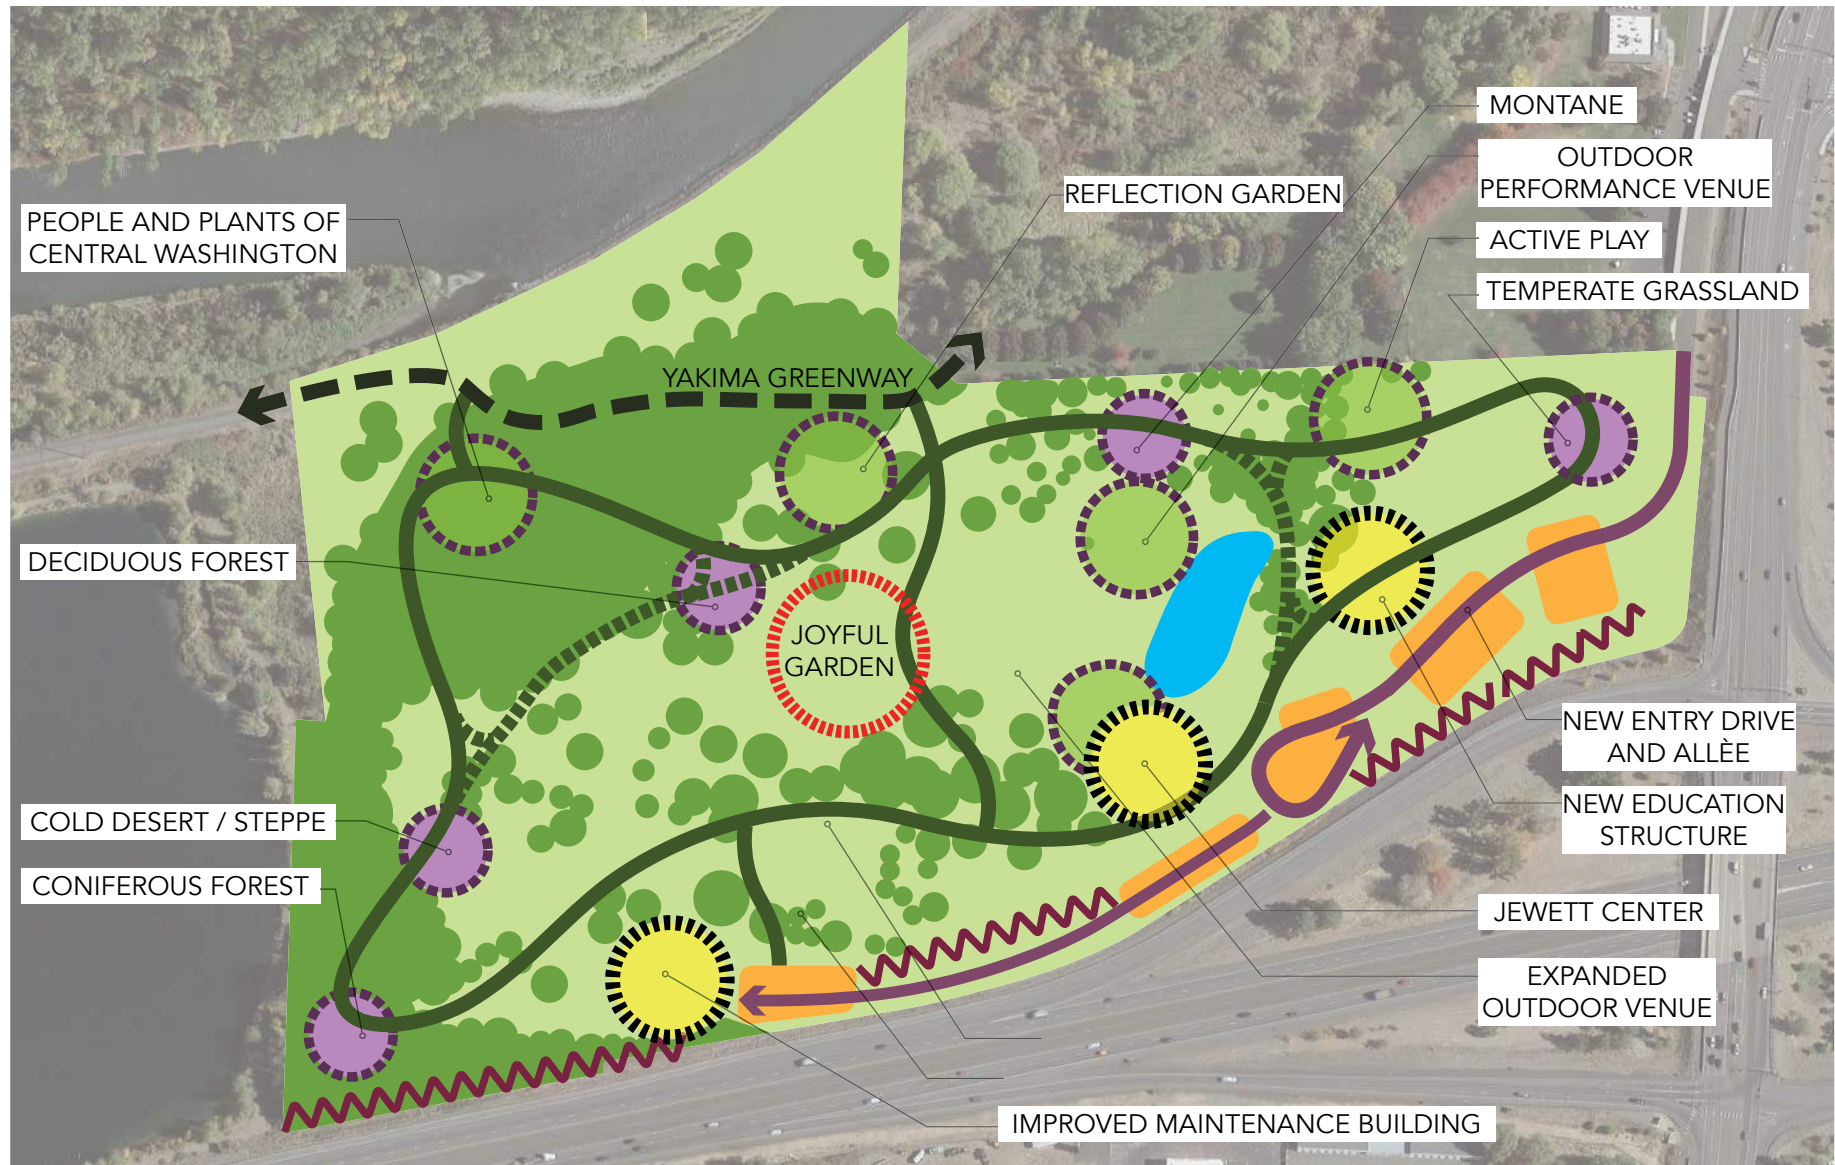 MONTANE
OUTDOOR
PERFORMANCE VENUE
REFLECTION GARDEN
PEOPLE AND PLANTS OF
CENTRAL WASHINGTON
ACTIVE PLAY
TEMPERATE GRASSLAND
YAKIMA GREENWAY
DECIDUOUS FOREST
JOYFUL
GARDEN
NEW ENTRY DRIVE
AND ALLÈE
COLD DESERT / STEPPE
NEW EDUCATION
STRUCTURE
CONIFEROUS FOREST
JEWETT CENTER
EXPANDED
OUTDOOR VENUE
IMPROVED MAINTENANCE BUILDING